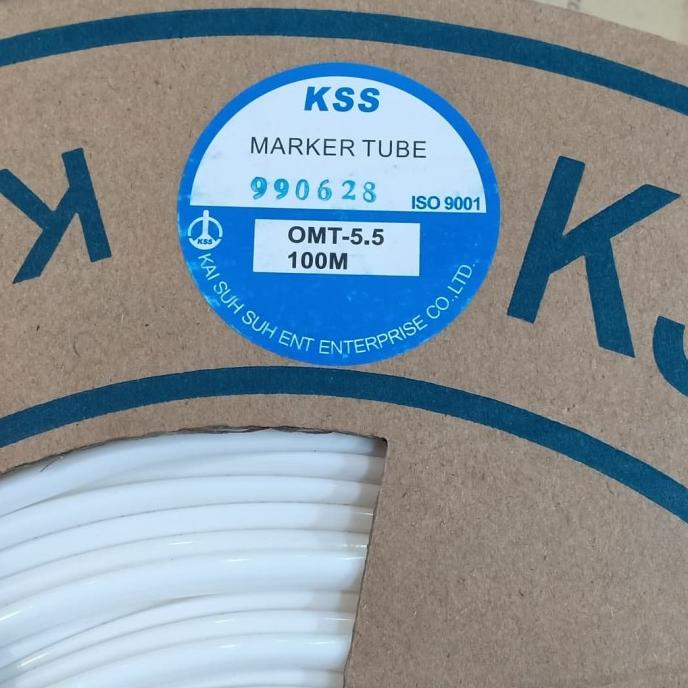 KSS
MARKER TUBE
990628
ISO 9001
KSS
OMT-5.5
100M
KAI SUH SUH ENT ENTERPRISE CO.,LTD.
K
KS